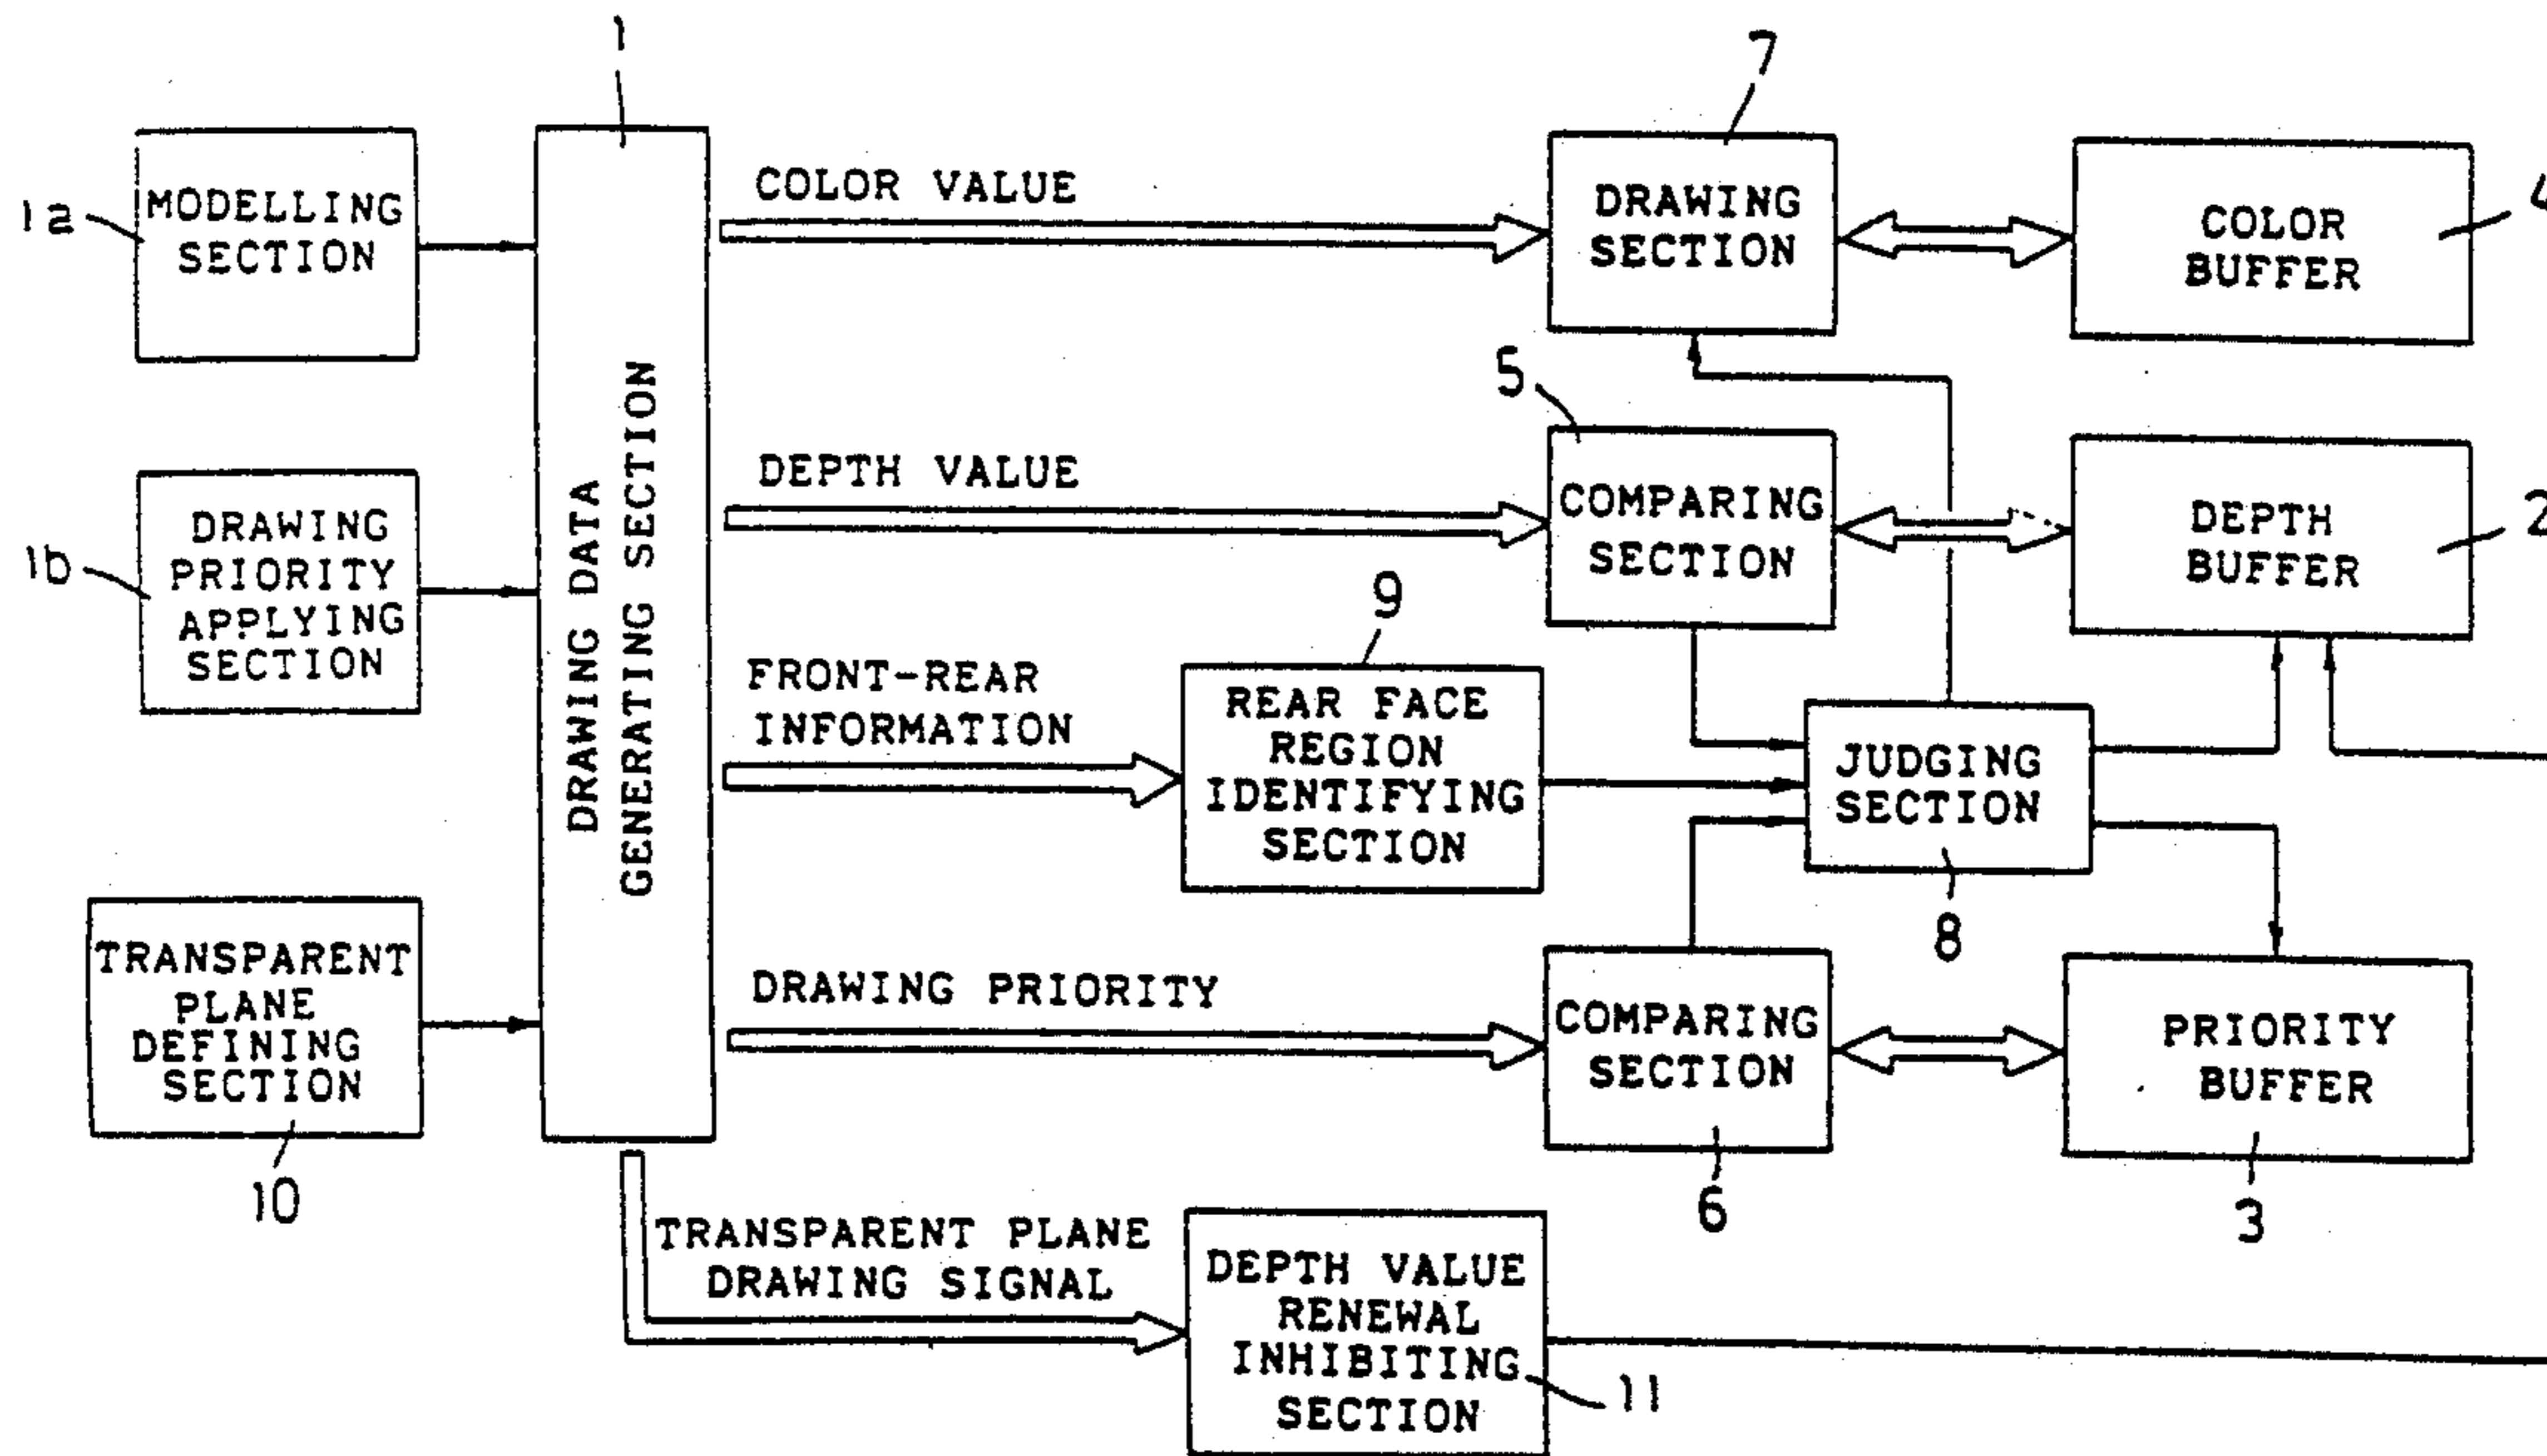 1
7
1a
MODELLING
SECTION
COLOR VALUE
DRAWING
SECTION
COLOR
BUFFER
4
5
DRAWING DATA
GENERATING SECTION
1b
DRAWING
PRIORITY
APPLYING
SECTION
DEPTH VALUE
COMPARING
SECTION
DEPTH
BUFFER
2
FRONT-REAR
INFORMATION
9
REAR FACE
REGION
IDENTIFYING
SECTION
JUDGING
SECTION
8
TRANSPARENT
PLANE
DEFINING
SECTION
10
DRAWING PRIORITY
COMPARING
SECTION
6
PRIORITY
BUFFER
3
TRANSPARENT PLANE
DRAWING SIGNAL
DEPTH VALUE
RENEWAL
INHIBITING
SECTION
11